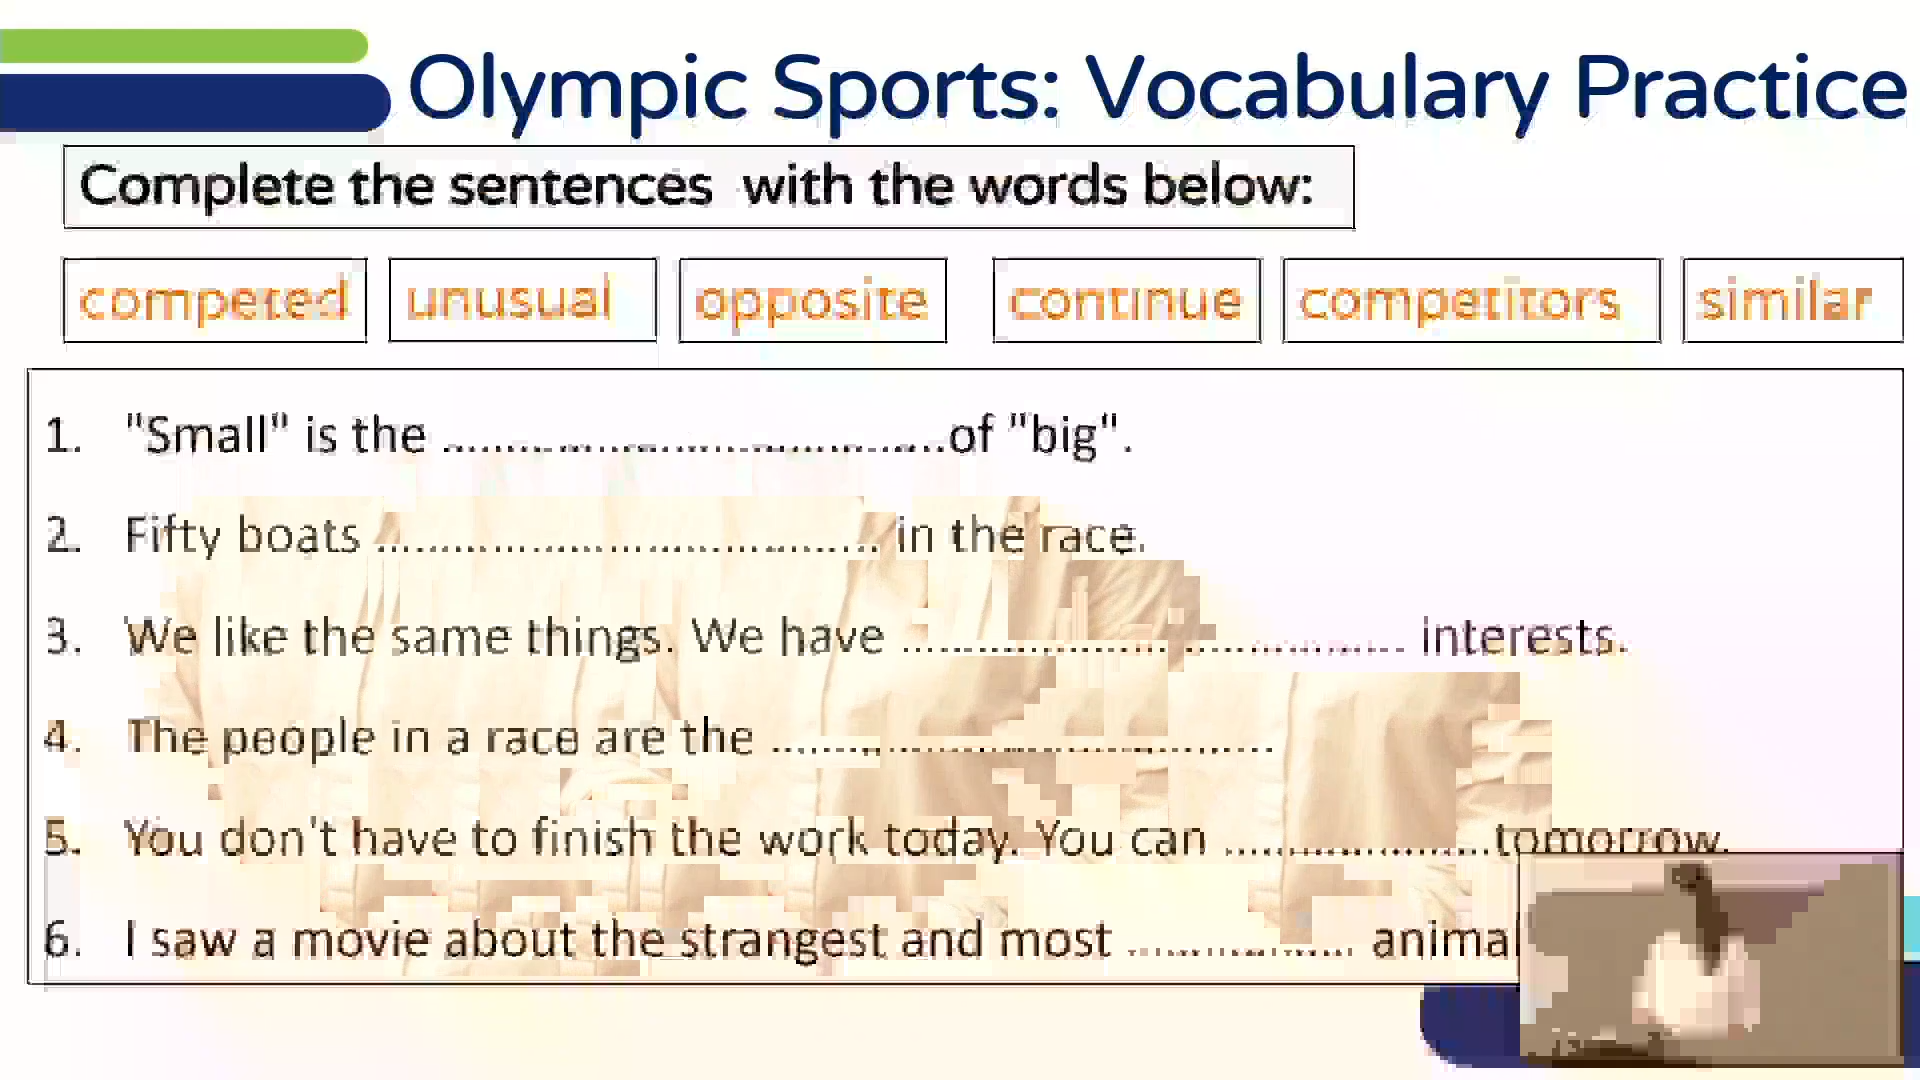 Olympic Sports: Vocabulary Practice
Complete the sentences with the words below:
competed unusual opposite continue competitors similar
1. "Small" is the ........................................of "big".
2. Fifty boats ........................................ in the race.
3. We like the same things. We have ........................................ interests.
4. The people in a race are the ........................................
5. You don't have to finish the work today. You can .....................tomorrow.
6. I saw a movie about the strangest and most .................. animal